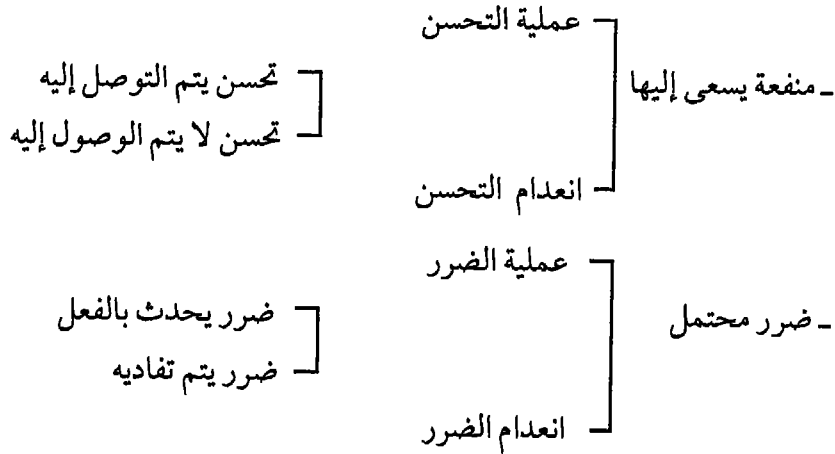 عملية التحسن
ـ منفعة يسعى إليها
تحسن يتم التوصل إليه
تحسن لا يتم الوصول إليه
انعدام التحسن
عملية الضرر
ـ ضرر محتمل
ضرر يحدث بالفعل
ضرر يتم تفاديه
انعدام الضرر